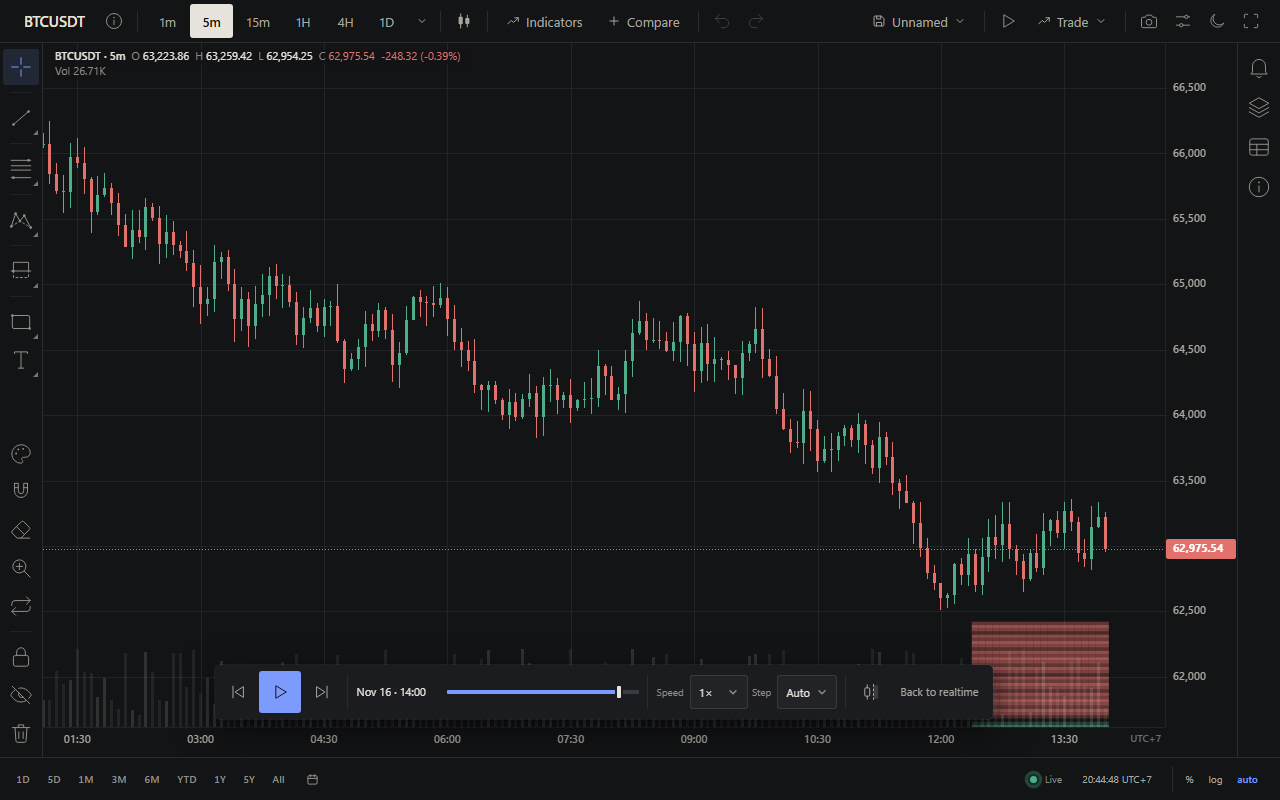 BTCUSDT 1m 5m 15m 1H 4H 1D Indicators Compare Unnamed Trade
BTCUSDT · 5m O 63,223.86 H 63,259.42 L 62,954.25 C 62,975.54 -248.32 (-0.39%)
Vol 26.71K
66,500
66,000
65,500
65,000
64,500
64,000
63,500
62,975.54
62,500
62,000
T
Nov 16 · 14:00 Speed 1× Step Auto Back to realtime
01:30 03:00 04:30 06:00 07:30 09:00 10:30 12:00 13:30 UTC+7
1D 5D 1M 3M 6M YTD 1Y 5Y All Live 20:44:48 UTC+7 % log auto